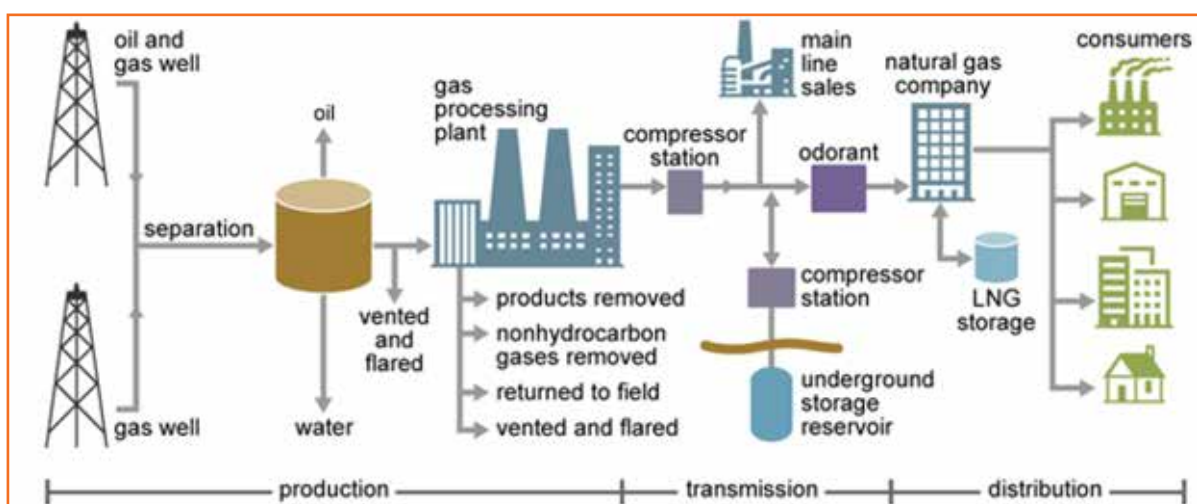 oil and
gas well
gas well
separation
oil
water
vented
and
flared
gas
processing
plant
products removed
nonhydrocarbon
gases removed
returned to field
vented and flared
compressor
station
main
line
sales
compressor
station
underground
storage
reservoir
odorant
natural gas
company
LNG
storage
consumers
production
transmission
distribution